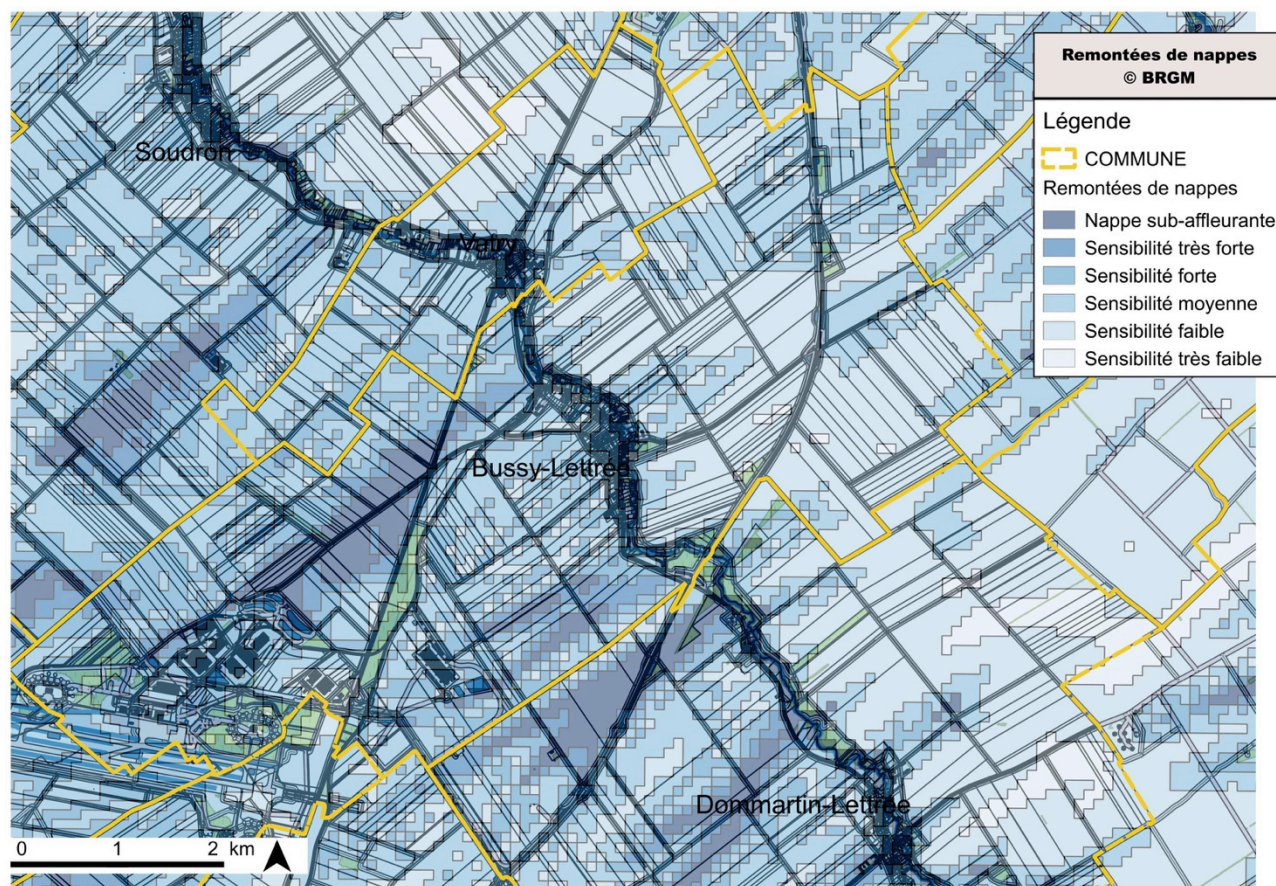 Remontées de nappes
© BRGM
Légende
COMMUNE
Remontées de nappes
Nappe sub-affleurante
Sensibilité très forte
Sensibilité forte
Sensibilité moyenne
Sensibilité faible
Sensibilité très faible
Soudron
Vatry
Bussy-Lettrée
Dommartin-Lettrée
0 1 2 km